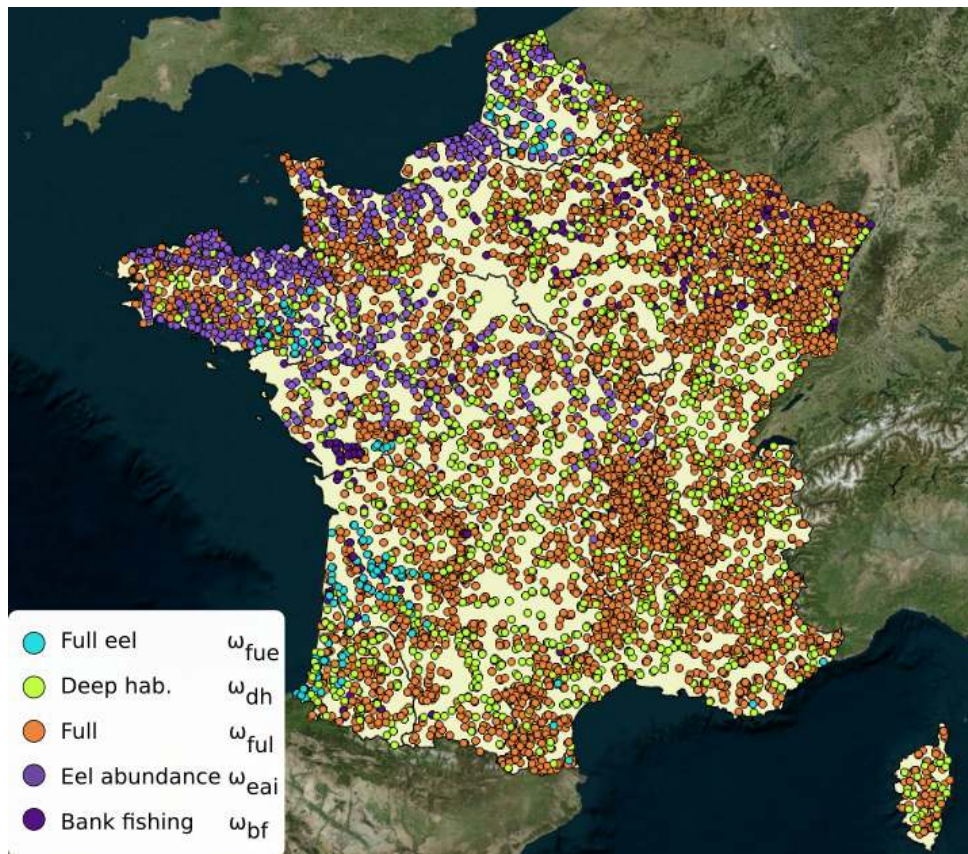 Full eel ω_fue
Deep hab. ω_dh
Full ω_ful
Eel abundance ω_eai
Bank fishing ω_bf